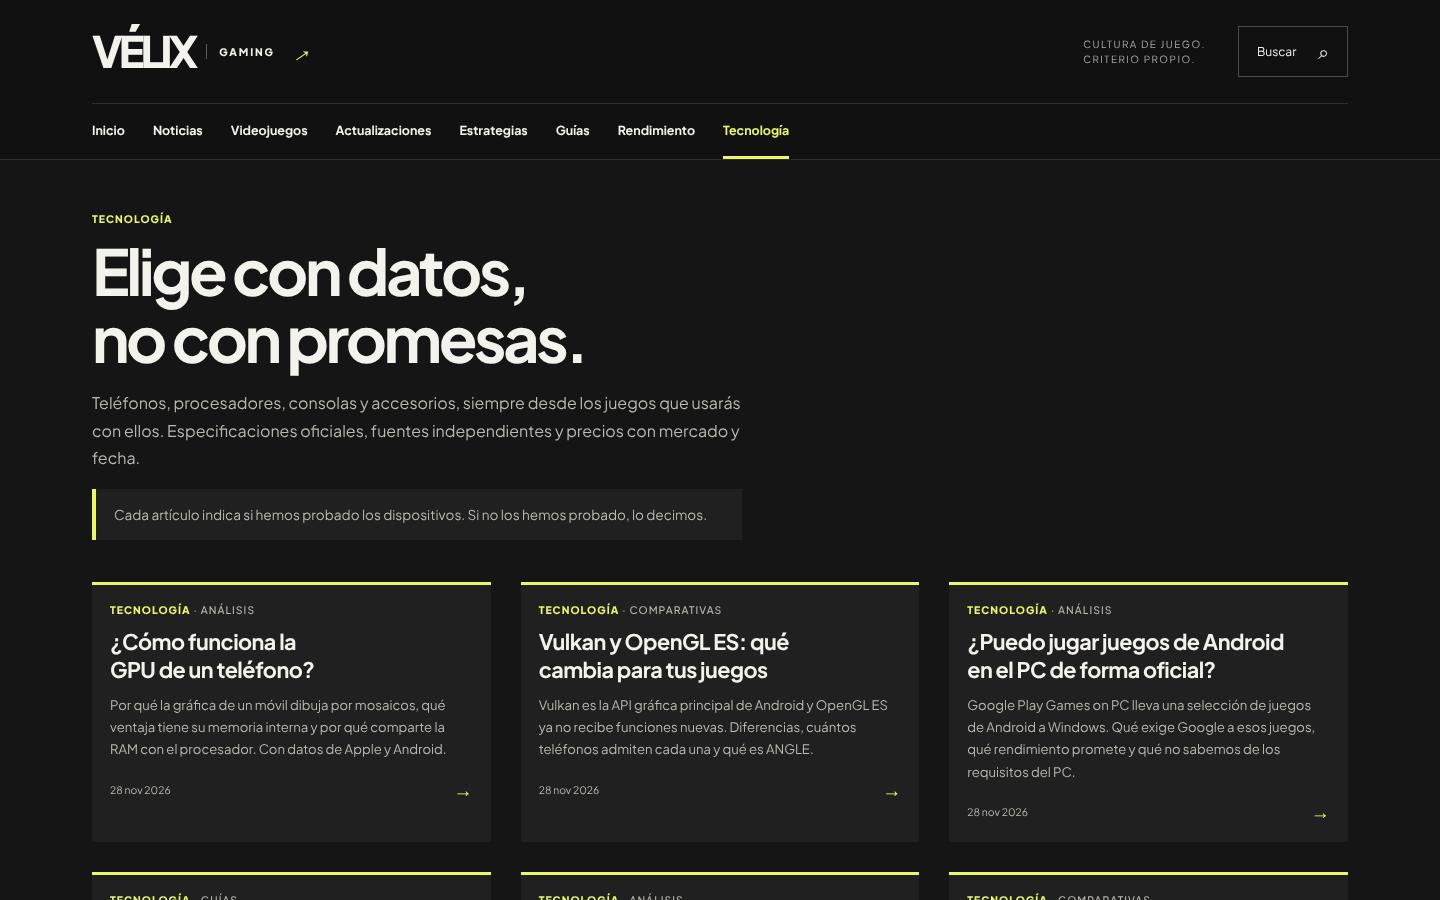 VÉLIX GAMING
CULTURA DE JUEGO.
CRITERIO PROPIO.
Buscar
Inicio Noticias Videojuegos Actualizaciones Estrategias Guías Rendimiento Tecnología
TECNOLOGÍA
Elige con datos,
no con promesas.
Teléfonos, procesadores, consolas y accesorios, siempre desde los juegos que usarás
con ellos. Especificaciones oficiales, fuentes independientes y precios con mercado y
fecha.
Cada artículo indica si hemos probado los dispositivos. Si no los hemos probado, lo decimos.
TECNOLOGÍA · ANÁLISIS
¿Cómo funciona la
GPU de un teléfono?
Por qué la gráfica de un móvil dibuja por mosaicos, qué
ventaja tiene su memoria interna y por qué comparte la
RAM con el procesador. Con datos de Apple y Android.
28 nov 2026 →
TECNOLOGÍA · COMPARATIVAS
Vulkan y OpenGL ES: qué
cambia para tus juegos
Vulkan es la API gráfica principal de Android y OpenGL ES
ya no recibe funciones nuevas. Diferencias, cuántos
teléfonos admiten cada una y qué es ANGLE.
28 nov 2026 →
TECNOLOGÍA · ANÁLISIS
¿Puedo jugar juegos de Android
en el PC de forma oficial?
Google Play Games on PC lleva una selección de juegos
de Android a Windows. Qué exige Google a esos juegos,
qué rendimiento promete y qué no sabemos de los
requisitos del PC.
28 nov 2026 →
TECNOLOGÍA · GUÍAS
TECNOLOGÍA · ANÁLISIS
TECNOLOGÍA · COMPARATIVAS